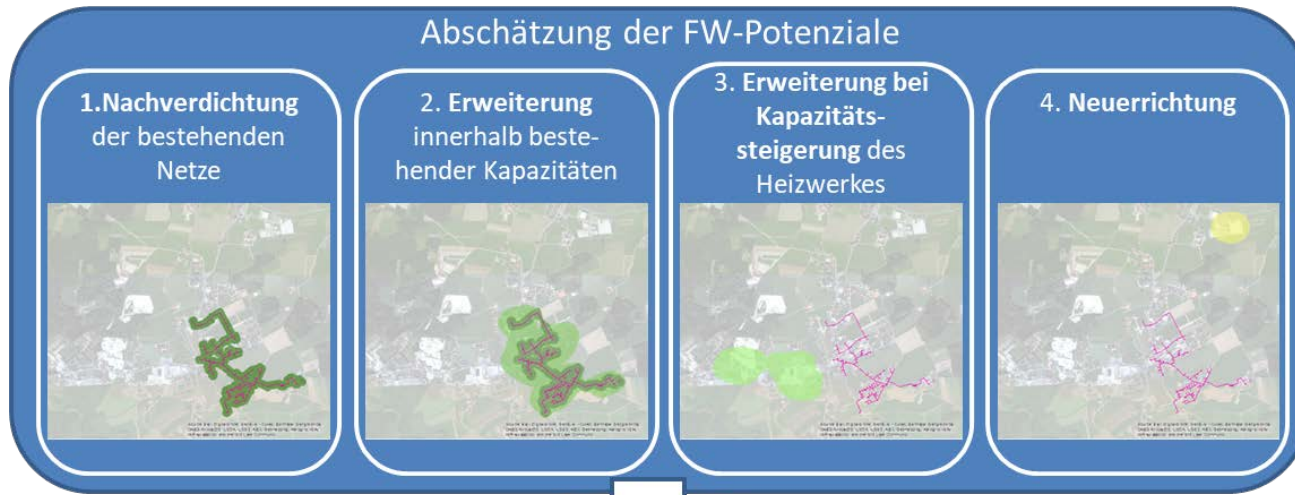 Abschätzung der FW-Potenziale
1.Nachverdichtung
der bestehenden
Netze
2. Erweiterung
innerhalb beste-
hender Kapazitäten
3. Erweiterung bei
Kapazitäts-
steigerung des
Heizwerkes
4. Neuerrichtung